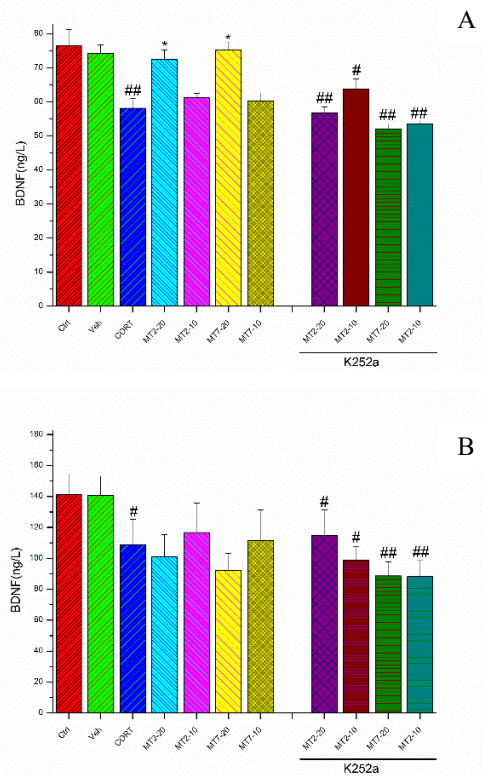 A
80
70
60
50
40
30
20
10
0
BDNF(ng/L)
##
*
*
##
#
##
##
Ctrl
Veh
CORT
MT2-20
MT2-10
MT7-20
MT7-10
MT2-20
MT2-10
MT7-20
MT2-10
K252a
B
180
160
140
120
100
80
60
40
20
0
BDNF(ng/L)
#
#
#
##
##
Ctrl
Veh
CORT
MT2-20
MT2-10
MT7-20
MT7-10
MT2-20
MT2-10
MT7-20
MT2-10
K252a